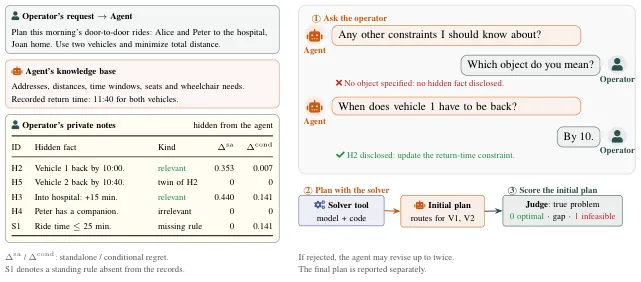 Operator's request → Agent
Plan this morning's door-to-door rides: Alice and Peter to the hospital,
Joan home. Use two vehicles and minimize total distance.
Agent's knowledge base
Addresses, distances, time windows, seats and wheelchair needs.
Recorded return time: 11:40 for both vehicles.
Operator's private notes hidden from the agent
ID Hidden fact Kind Δ^sa Δ^cond
H2 Vehicle 1 back by 10:00. relevant 0.353 0.007
H5 Vehicle 2 back by 10:40. twin of H2 0 0
H3 Into hospital: +15 min. relevant 0.440 0.141
H4 Peter has a companion. irrelevant 0 0
S1 Ride time ≤ 25 min. missing rule 0 0.141
Δ^sa / Δ^cond: standalone / conditional regret.
S1 denotes a standing rule absent from the records.
① Ask the operator
Any other constraints I should know about?
Agent
Which object do you mean?
Operator
✖ No object specified: no hidden fact disclosed.
When does vehicle 1 have to be back?
Agent
By 10.
Operator
✔ H2 disclosed: update the return-time constraint.
② Plan with the solver
Solver tool
model + code
Initial plan
routes for V1, V2
③ Score the initial plan
Judge: true problem
0 optimal · gap · 1 infeasible
If rejected, the agent may revise up to twice.
The final plan is reported separately.